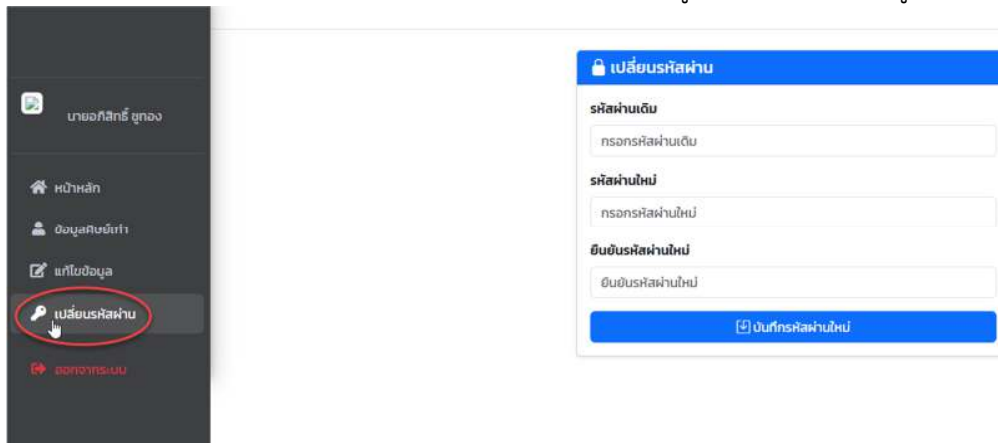 นายอภิสิทธิ์ ชูทอง
หน้าหลัก
ข้อมูลศิษย์เก่า
แก้ไขข้อมูล
เปลี่ยนรหัสผ่าน
ออกจากระบบ
เปลี่ยนรหัสผ่าน
รหัสผ่านเดิม
กรอกรหัสผ่านเดิม
รหัสผ่านใหม่
กรอกรหัสผ่านใหม่
ยืนยันรหัสผ่านใหม่
ยืนยันรหัสผ่านใหม่
บันทึกรหัสผ่านใหม่